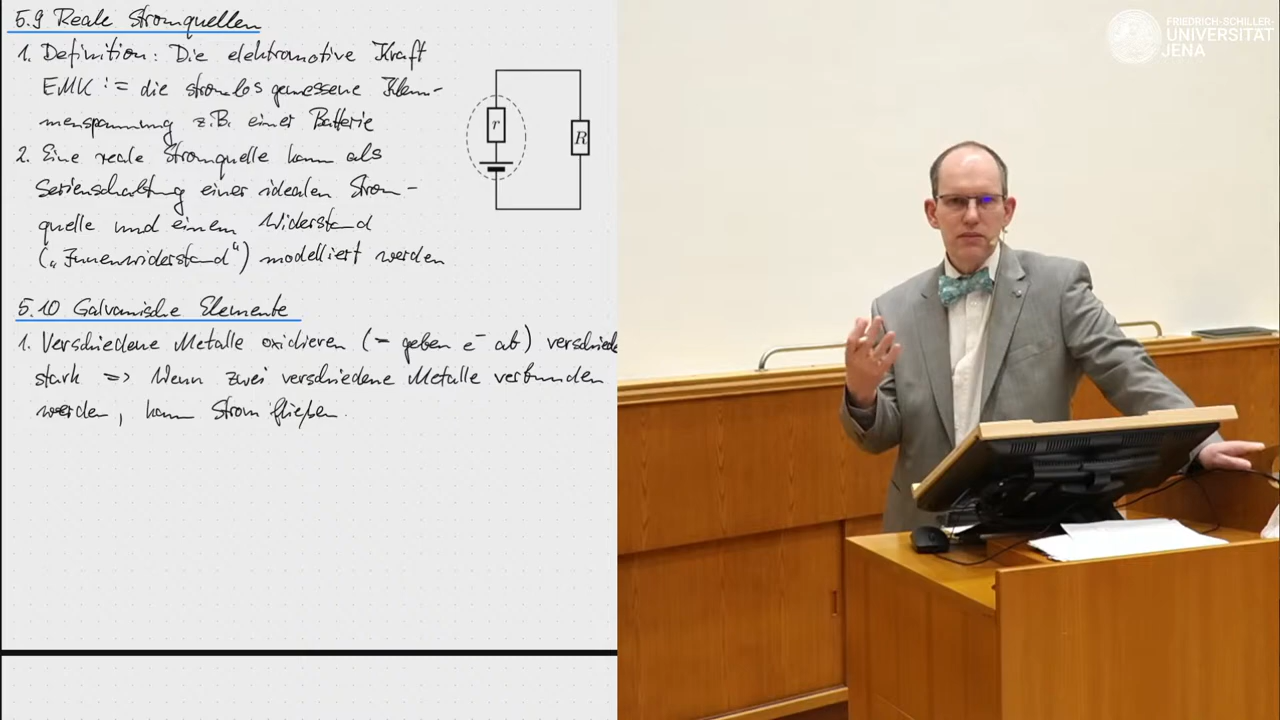 5.9 Reale Stromquellen
1. Definition: Die elektromotive Kraft
EMK := die stromlos gemessene Klem-
menspannung z.B. einer Batterie
2. Eine reale Stromquelle kann als
Serienschaltung einer idealen Strom-
quelle und einem Widerstand
(„Innenwiderstand“) modelliert werden
r
R
5.10 Galvanische Elemente
1. Verschiedene Metalle oxidieren (= geben e⁻ ab) verschiede
stark => Wenn zwei verschiedene Metalle verbunden
werden, kann Strom fließen.
FRIEDRICH-SCHILLER-
UNIVERSITÄT
JENA